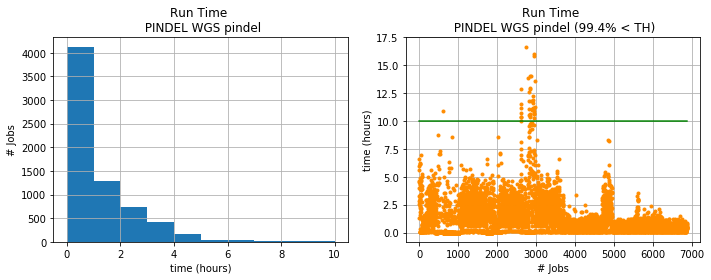 Run Time
PINDEL WGS pindel
4000
3500
3000
2500
2000
1500
1000
500
0
# Jobs
0 2 4 6 8 10
time (hours)
Run Time
PINDEL WGS pindel (99.4% < TH)
17.5
15.0
12.5
10.0
7.5
5.0
2.5
0.0
time (hours)
0 1000 2000 3000 4000 5000 6000 7000
# Jobs